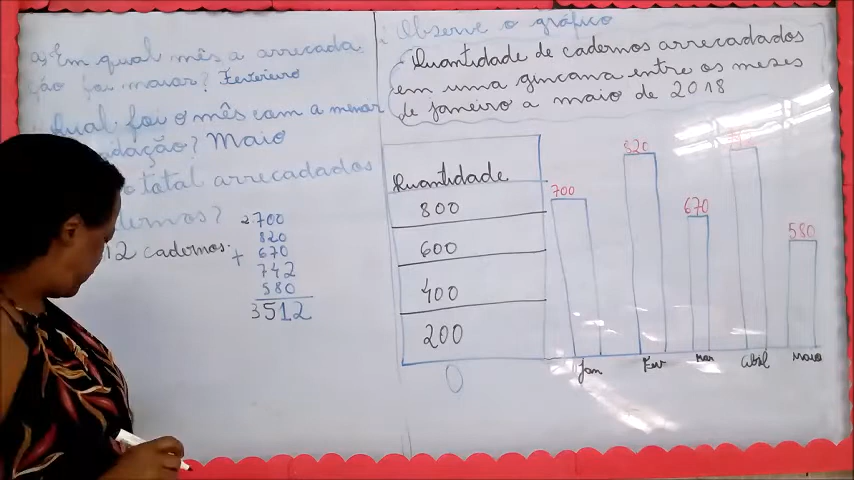 a) Em qual mês a arrecada
ção foi maior? Fevereiro
Qual foi o mês com a menor
Maio
total arrecadados
12 cadernos.
2700
820
+ 670
742
580
3512
Observe o gráfico
Quantidade de cadernos arrecadados
em uma gincana entre os meses
de janeiro a maio de 2018
Quantidade
800
600
400
200
0
700
820
670
580
Jan
Fev
Mar
Abril
Maio